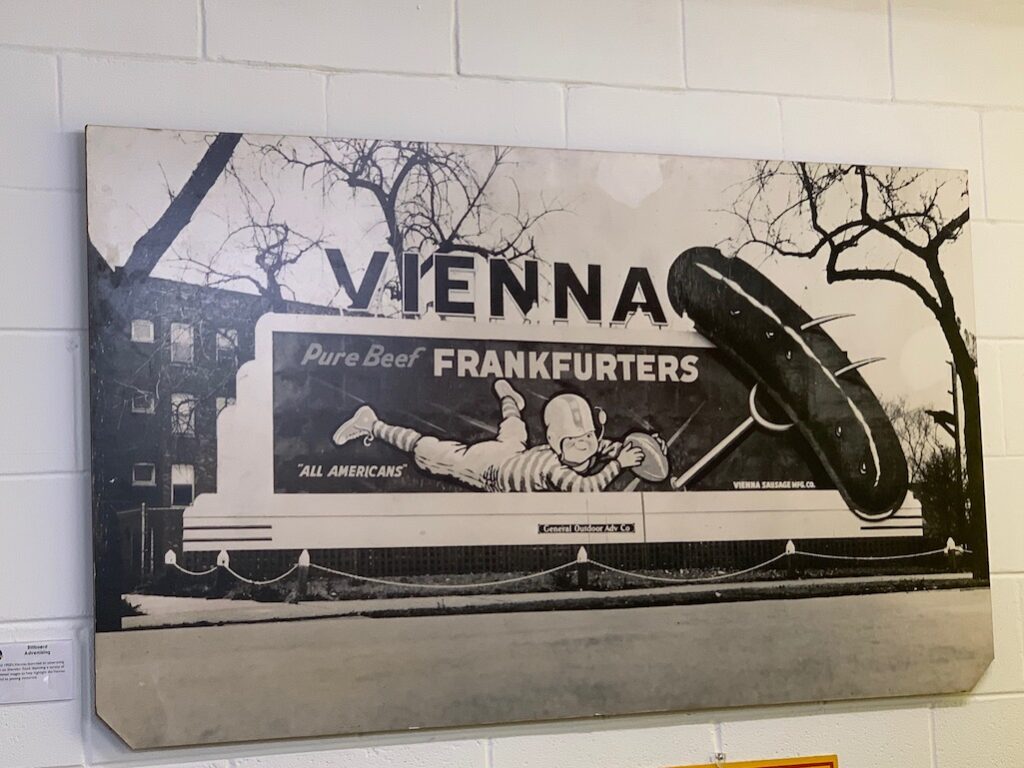 VIENNA
Pure Beef FRANKFURTERS
"ALL AMERICANS"
VIENNA SAUSAGE MFG. CO.
General Outdoor Adv Co
Billboard
Advertising